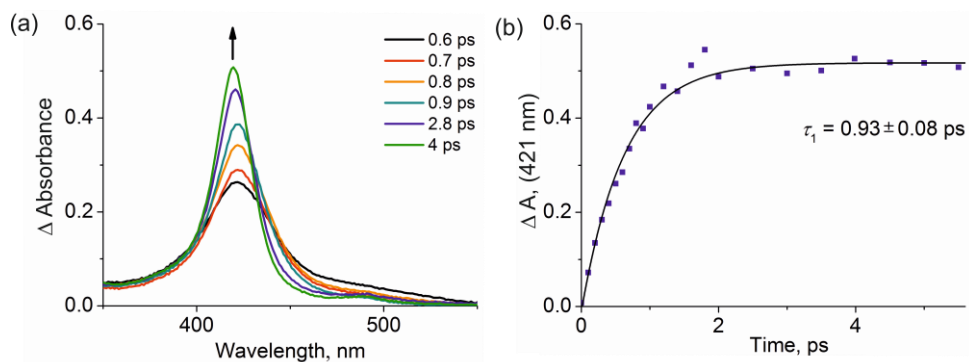 (a)
Δ Absorbance
0.6
0.4
0.2
0.0
400
500
Wavelength, nm
0.6 ps
0.7 ps
0.8 ps
0.9 ps
2.8 ps
4 ps
(b)
Δ A, (421 nm)
0.6
0.4
0.2
0.0
0
2
4
Time, ps
τ₁ = 0.93 ± 0.08 ps